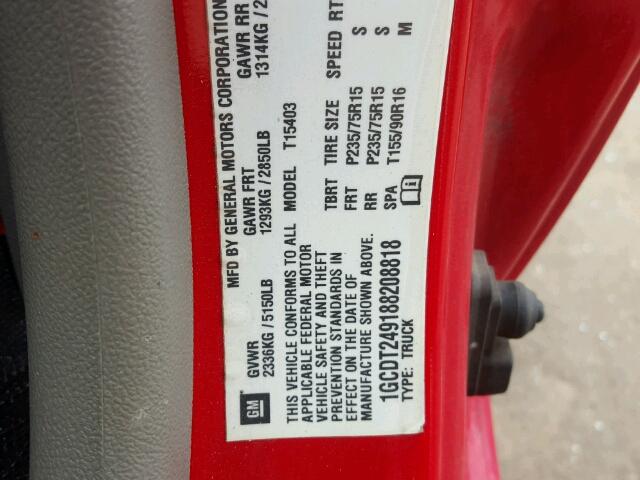 MFD BY GENERAL MOTORS CORPORATION
GVWR GAWR FRT GAWR RR
2336KG / 5150LB 1293KG / 2850LB 1314KG / 2
THIS VEHICLE CONFORMS TO ALL MODEL T15403
APPLICABLE FEDERAL MOTOR
VEHICLE SAFETY AND THEFT
PREVENTION STANDARDS IN
EFFECT ON THE DATE OF
MANUFACTURE SHOWN ABOVE.
TBRT TIRE SIZE SPEED RT
FRT P235/75R15 S
RR P235/75R15 S
SPA T155/90R16 M
1GCDT249188208818
TYPE: TRUCK
GM